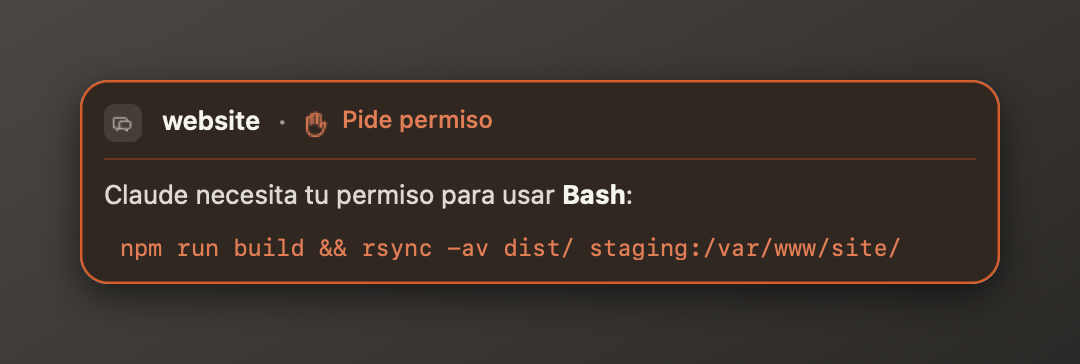 website · Pide permiso
Claude necesita tu permiso para usar Bash:
npm run build && rsync -av dist/ staging:/var/www/site/